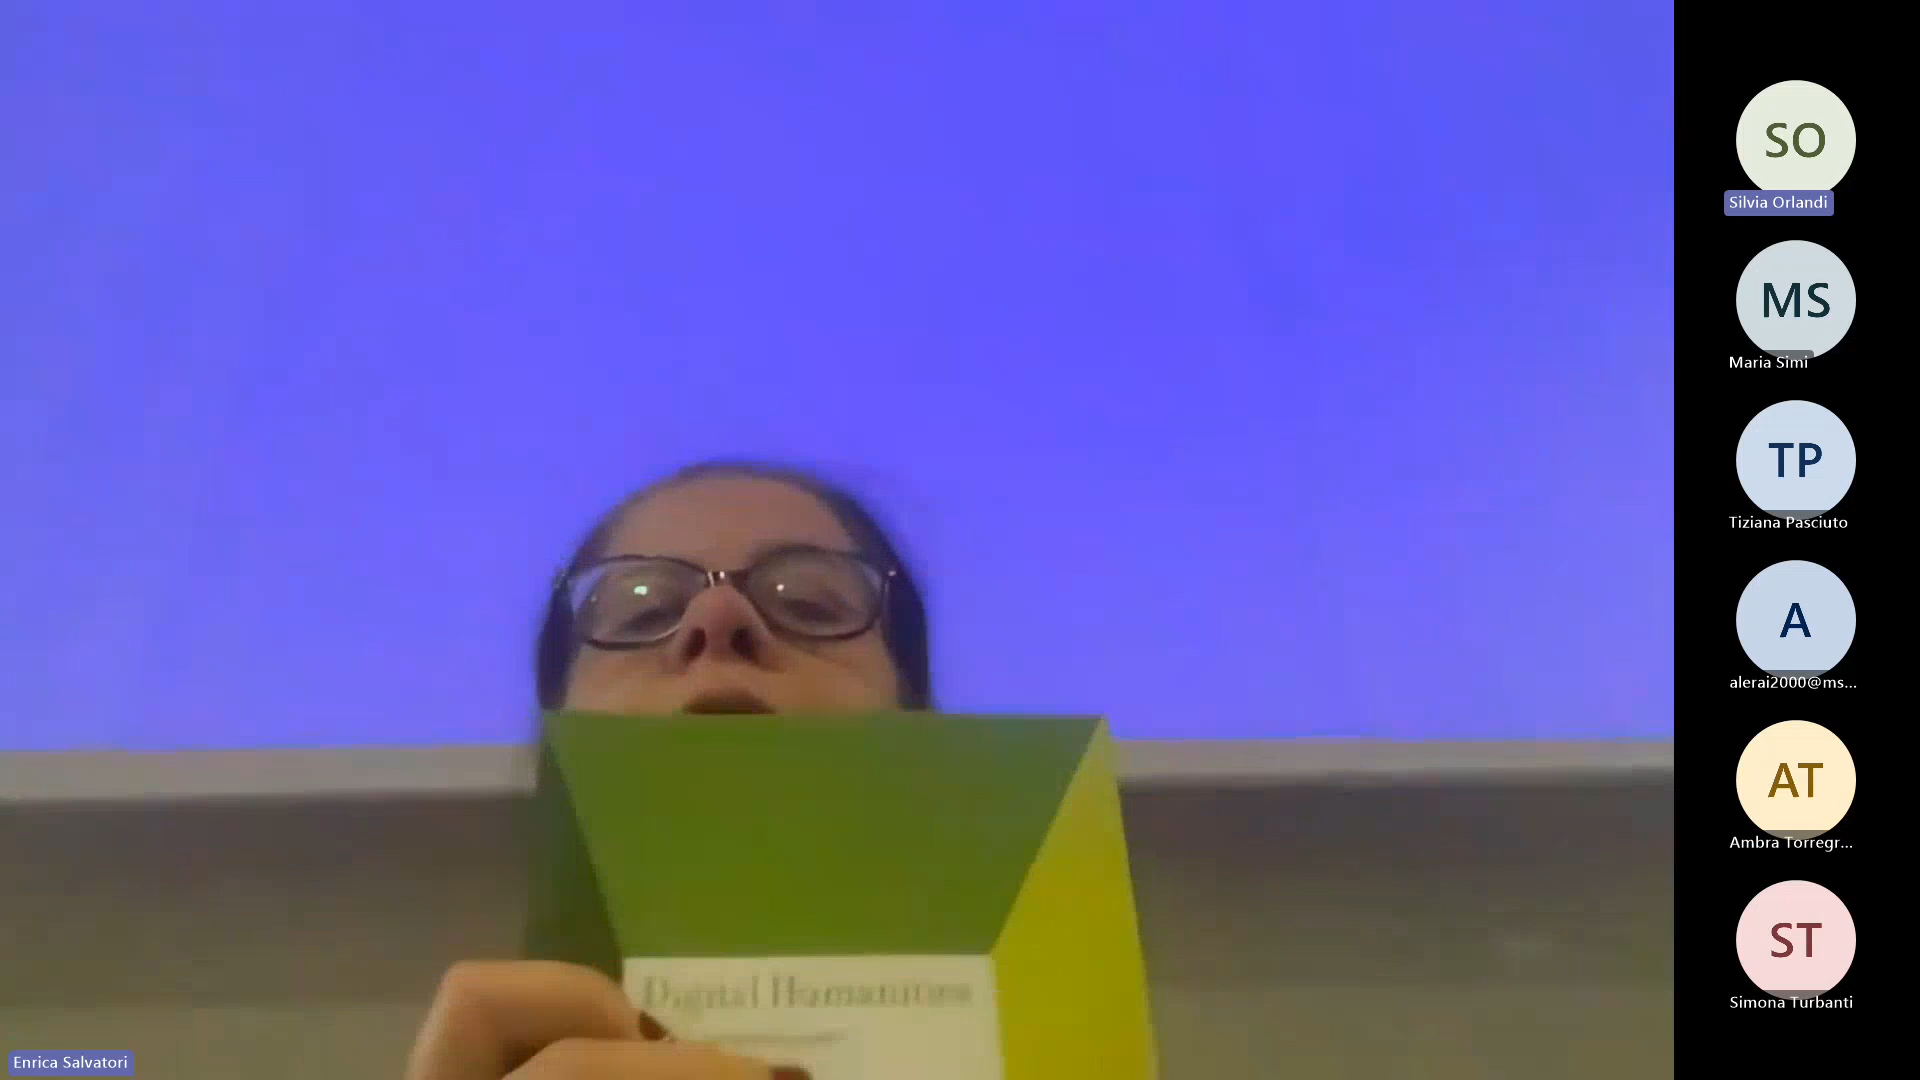 SO
Silvia Orlandi
MS
Maria Simi
TP
Tiziana Pasciuto
A
alerai2000@ms...
AT
Ambra Torregr...
ST
Simona Turbanti
Digital Humanities
Enrica Salvatori